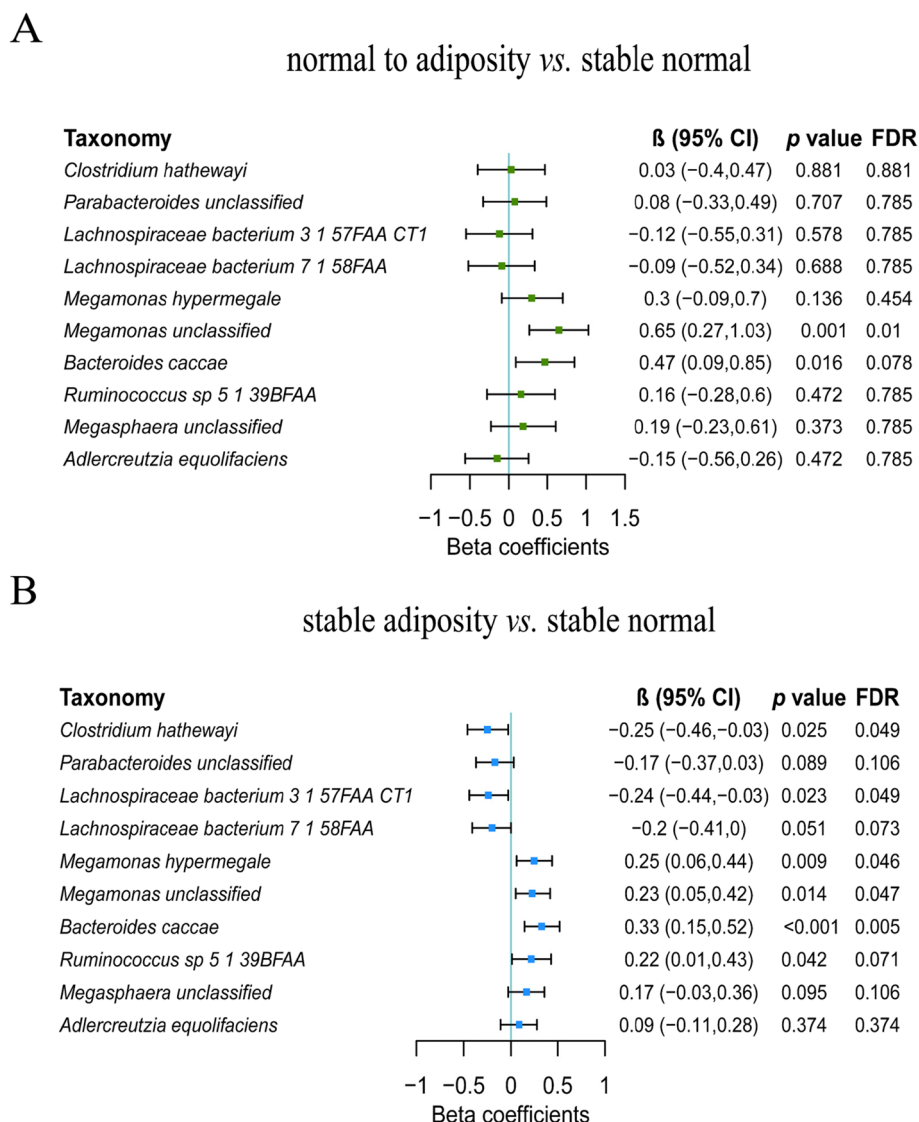 A
normal to adiposity vs. stable normal
Taxonomy ß (95% CI) p value FDR
Clostridium hathewayi 0.03 (−0.4,0.47) 0.881 0.881
Parabacteroides unclassified 0.08 (−0.33,0.49) 0.707 0.785
Lachnospiraceae bacterium 3 1 57FAA CT1 −0.12 (−0.55,0.31) 0.578 0.785
Lachnospiraceae bacterium 7 1 58FAA −0.09 (−0.52,0.34) 0.688 0.785
Megamonas hypermegale 0.3 (−0.09,0.7) 0.136 0.454
Megamonas unclassified 0.65 (0.27,1.03) 0.001 0.01
Bacteroides caccae 0.47 (0.09,0.85) 0.016 0.078
Ruminococcus sp 5 1 39BFAA 0.16 (−0.28,0.6) 0.472 0.785
Megasphaera unclassified 0.19 (−0.23,0.61) 0.373 0.785
Adlercreutzia equolifaciens −0.15 (−0.56,0.26) 0.472 0.785
−1 −0.5 0 0.5 1 1.5
Beta coefficients
B
stable adiposity vs. stable normal
Taxonomy ß (95% CI) p value FDR
Clostridium hathewayi −0.25 (−0.46,−0.03) 0.025 0.049
Parabacteroides unclassified −0.17 (−0.37,0.03) 0.089 0.106
Lachnospiraceae bacterium 3 1 57FAA CT1 −0.24 (−0.44,−0.03) 0.023 0.049
Lachnospiraceae bacterium 7 1 58FAA −0.2 (−0.41,0) 0.051 0.073
Megamonas hypermegale 0.25 (0.06,0.44) 0.009 0.046
Megamonas unclassified 0.23 (0.05,0.42) 0.014 0.047
Bacteroides caccae 0.33 (0.15,0.52) <0.001 0.005
Ruminococcus sp 5 1 39BFAA 0.22 (0.01,0.43) 0.042 0.071
Megasphaera unclassified 0.17 (−0.03,0.36) 0.095 0.106
Adlercreutzia equolifaciens 0.09 (−0.11,0.28) 0.374 0.374
−1 −0.5 0 0.5 1
Beta coefficients